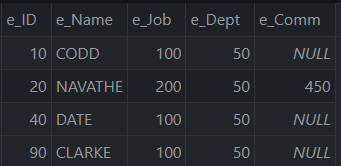 e_ID e_Name e_Job e_Dept e_Comm
10 CODD 100 50 NULL
20 NAVATHE 200 50 450
40 DATE 100 50 NULL
90 CLARKE 100 50 NULL